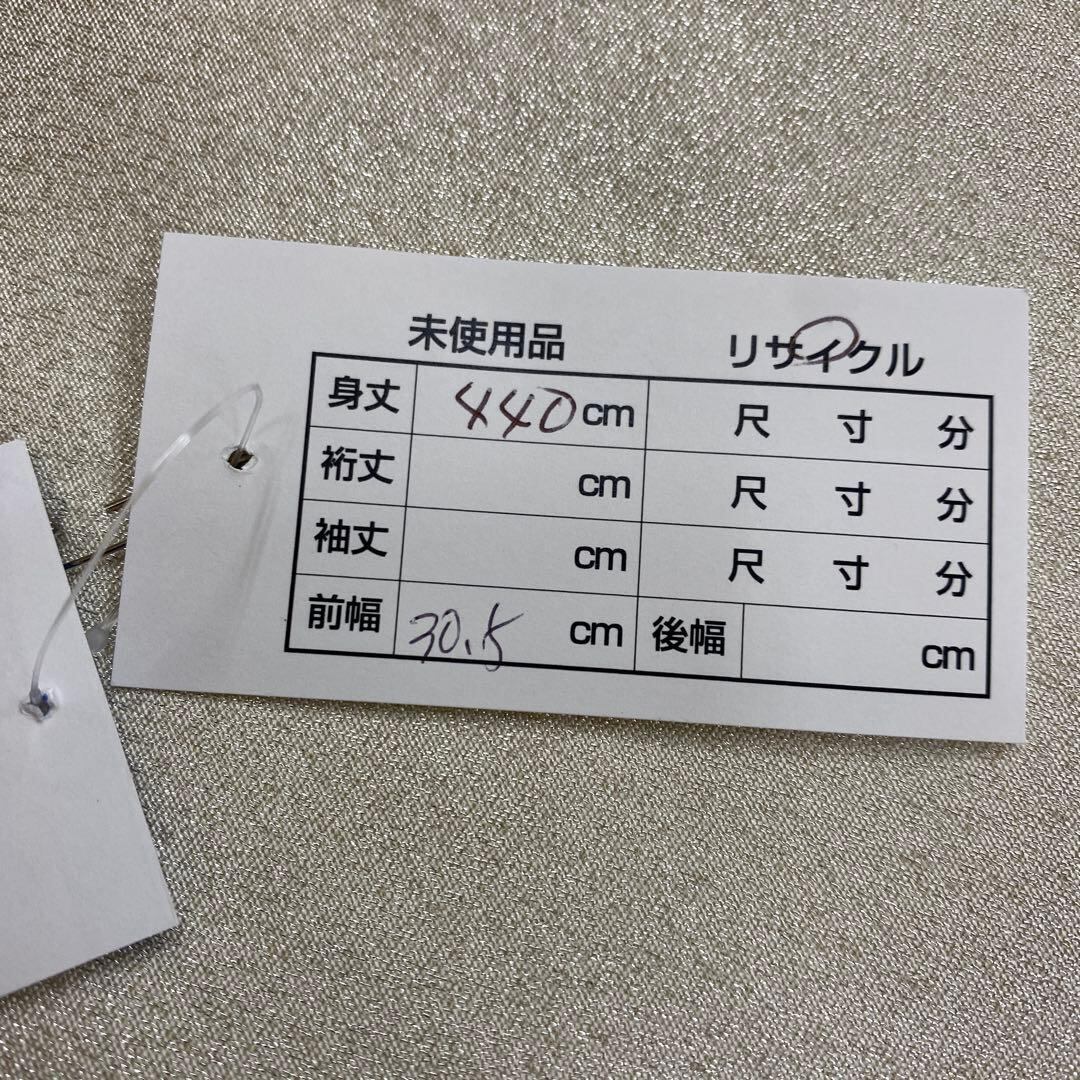 未使用品 リサイクル
身丈 440 cm 尺 寸 分
裄丈 cm 尺 寸 分
袖丈 cm 尺 寸 分
前幅 30.5 cm 後幅 cm